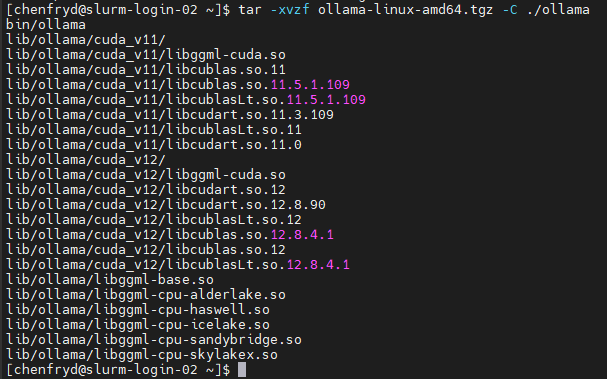 [chenfryd@slurm-login-02 ~]$ tar -xvzf ollama-linux-amd64.tgz -C ./ollama
bin/ollama
lib/ollama/cuda_v11/
lib/ollama/cuda_v11/libggml-cuda.so
lib/ollama/cuda_v11/libcublas.so.11
lib/ollama/cuda_v11/libcublas.so.11.5.1.109
lib/ollama/cuda_v11/libcublasLt.so.11.5.1.109
lib/ollama/cuda_v11/libcudart.so.11.3.109
lib/ollama/cuda_v11/libcublasLt.so.11
lib/ollama/cuda_v11/libcudart.so.11.0
lib/ollama/cuda_v12/
lib/ollama/cuda_v12/libggml-cuda.so
lib/ollama/cuda_v12/libcudart.so.12
lib/ollama/cuda_v12/libcudart.so.12.8.90
lib/ollama/cuda_v12/libcublasLt.so.12
lib/ollama/cuda_v12/libcublas.so.12.8.4.1
lib/ollama/cuda_v12/libcublas.so.12
lib/ollama/cuda_v12/libcublasLt.so.12.8.4.1
lib/ollama/libggml-base.so
lib/ollama/libggml-cpu-alderlake.so
lib/ollama/libggml-cpu-haswell.so
lib/ollama/libggml-cpu-icelake.so
lib/ollama/libggml-cpu-sandybridge.so
lib/ollama/libggml-cpu-skylakex.so
[chenfryd@slurm-login-02 ~]$